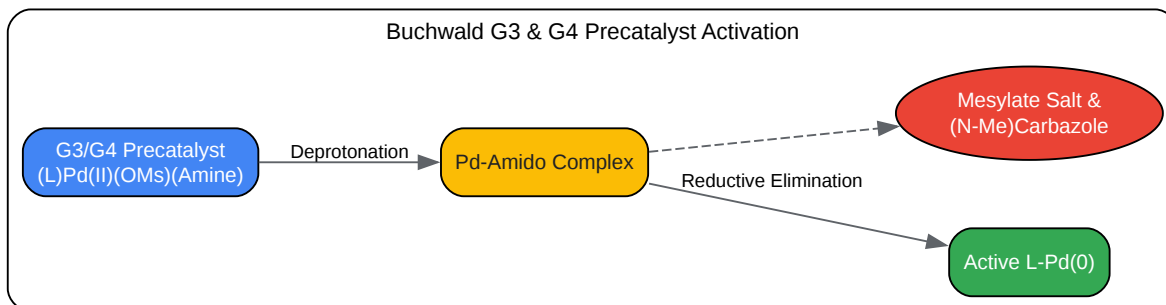 Buchwald G3 & G4 Precatalyst Activation
G3/G4 Precatalyst
(L)Pd(II)(OMs)(Amine)
Deprotonation
Pd-Amido Complex
Mesylate Salt &
(N-Me)Carbazole
Reductive Elimination
Active L-Pd(0)